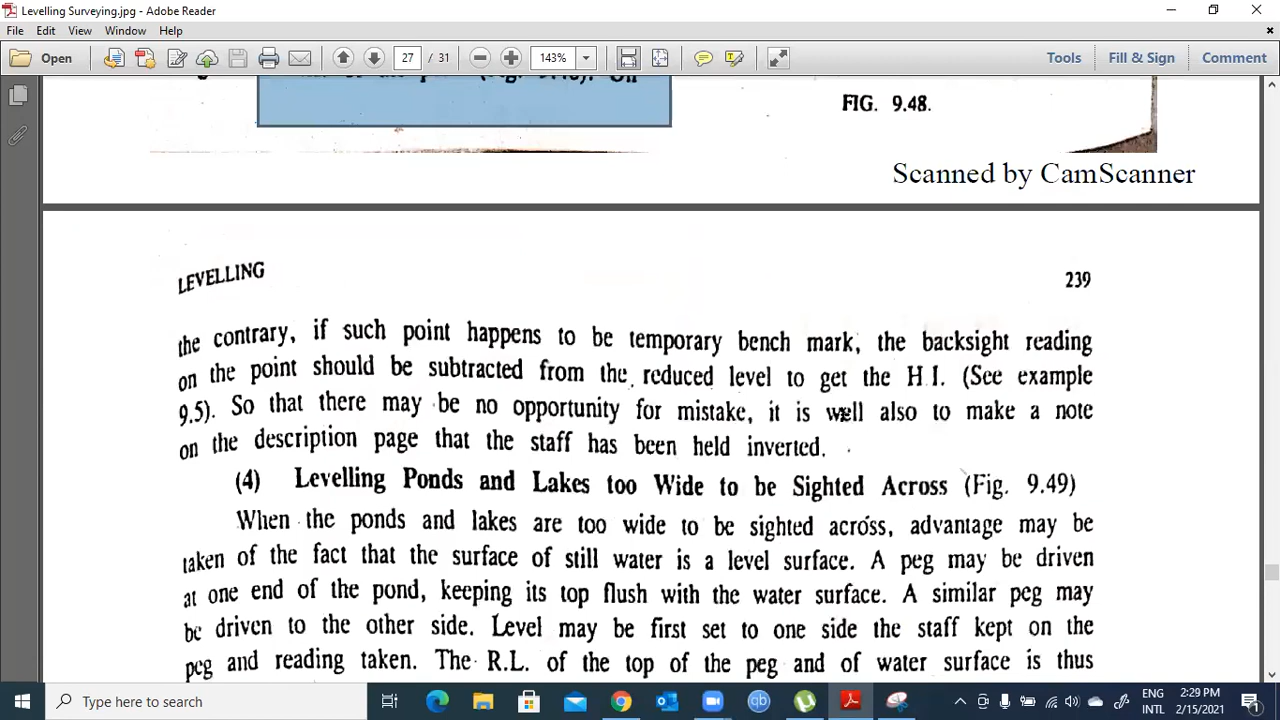 Levelling Surveying.jpg - Adobe Reader
File Edit View Window Help
Open 27 / 31 143% Tools Fill & Sign Comment
On
FIG. 9.48.
Scanned by CamScanner
LEVELLING 239
the contrary, if such point happens to be temporary bench mark, the backsight reading
on the point should be subtracted from the reduced level to get the H I. (See example
9.5). So that there may be no opportunity for mistake, it is well also to make a note
on the description page that the staff has been held inverted.
(4) Levelling Ponds and Lakes too Wide to be Sighted Across (Fig. 9.49)
When the ponds and lakes are too wide to be sighted across, advantage may be
taken of the fact that the surface of still water is a level surface. A peg may be driven
at one end of the pond, keeping its top flush with the water surface. A similar peg may
be driven to the other side. Level may be first set to one side the staff kept on the
peg and reading taken. The R.L. of the top of the peg and of water surface is thus
Type here to search
ENG 2:29 PM
INTL 2/15/2021